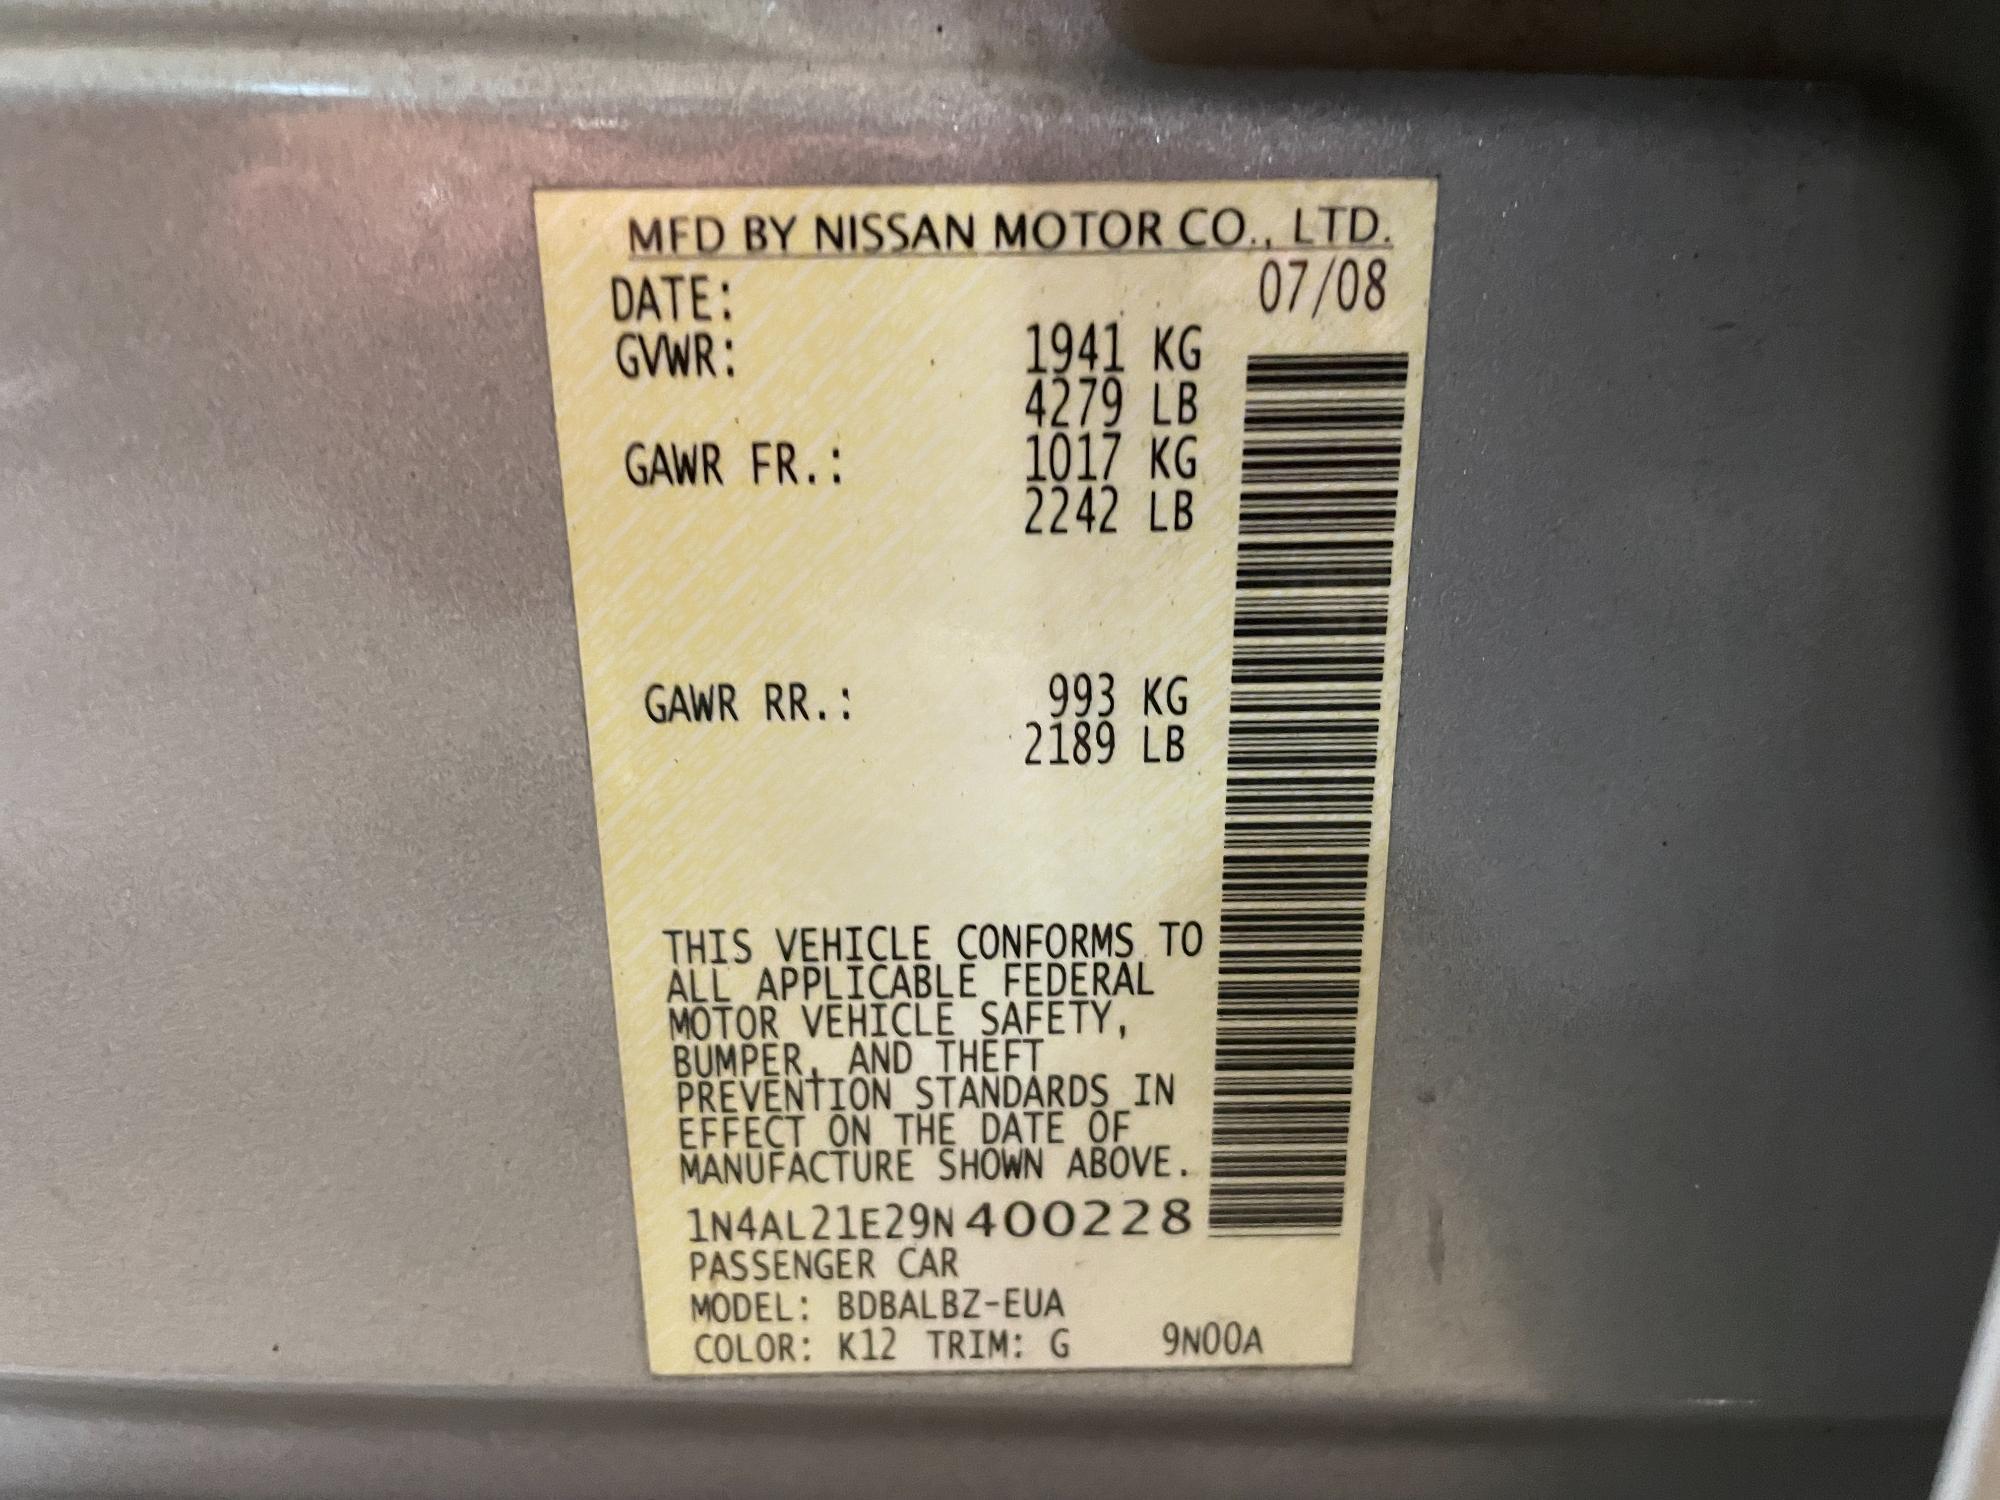 MFD BY NISSAN MOTOR CO., LTD.
DATE: 07/08
GVWR: 1941 KG
4279 LB
GAWR FR.: 1017 KG
2242 LB
GAWR RR.: 993 KG
2189 LB
THIS VEHICLE CONFORMS TO
ALL APPLICABLE FEDERAL
MOTOR VEHICLE SAFETY,
BUMPER, AND THEFT
PREVENTION STANDARDS IN
EFFECT ON THE DATE OF
MANUFACTURE SHOWN ABOVE.
1N4AL21E29N400228
PASSENGER CAR
MODEL: BDBALBZ-EUA
COLOR: K12 TRIM: G 9N00A